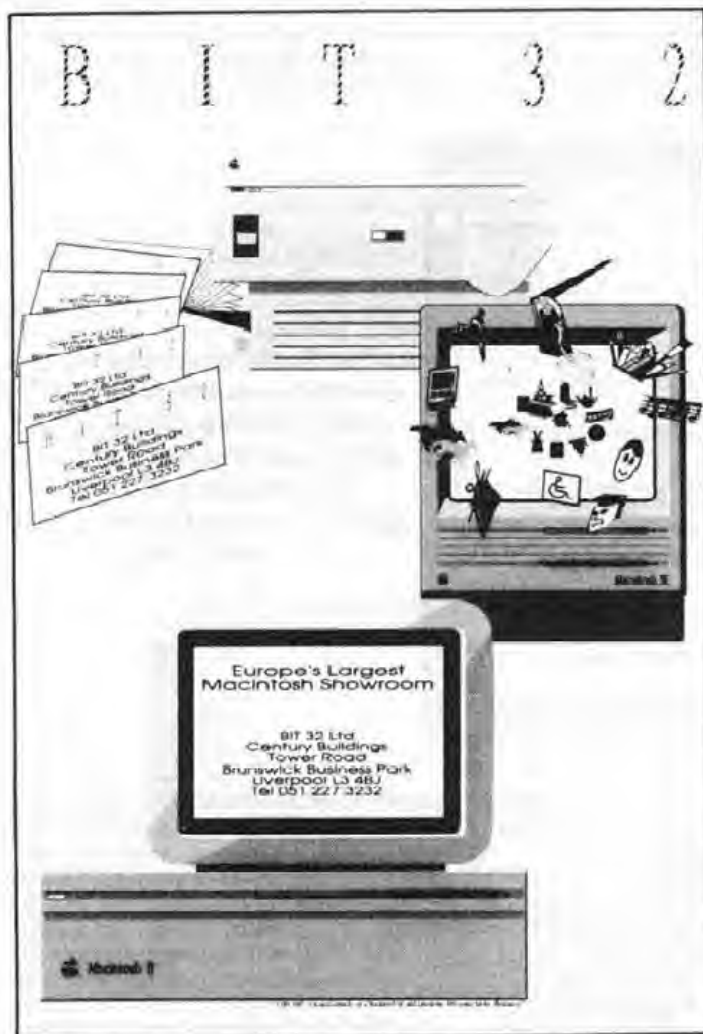 B I T 3 2
BIT 32 Ltd
Century Buildings
Tower Road
Brunswick Business Park
Liverpool L3 4BJ
Tel 051 227 3232
Macintosh SE
Europe's Largest
Macintosh Showroom
BIT 32 Ltd
Century Buildings
Tower Road
Brunswick Business Park
Liverpool L3 4BJ
Tel 051 227 3232
Macintosh II